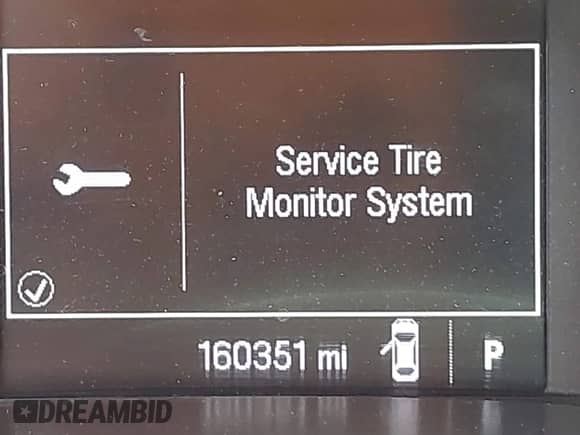 Service Tire
Monitor System
160351 mi P
DREAMBID